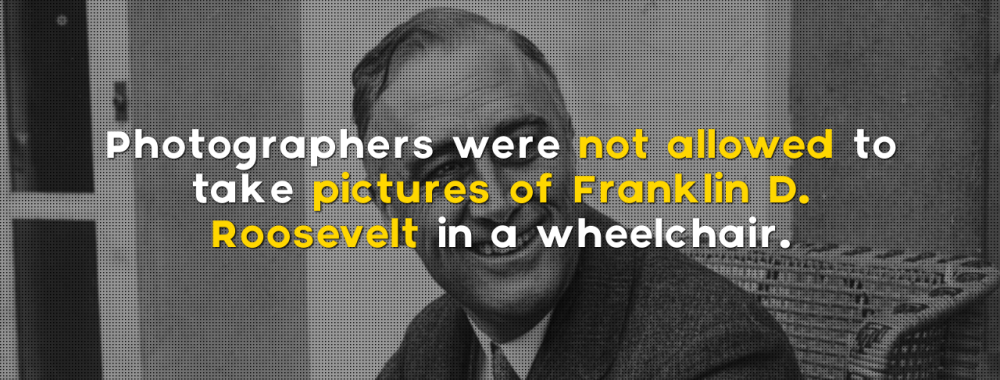 Photographers were not allowed to
take pictures of Franklin D.
Roosevelt in a wheelchair.